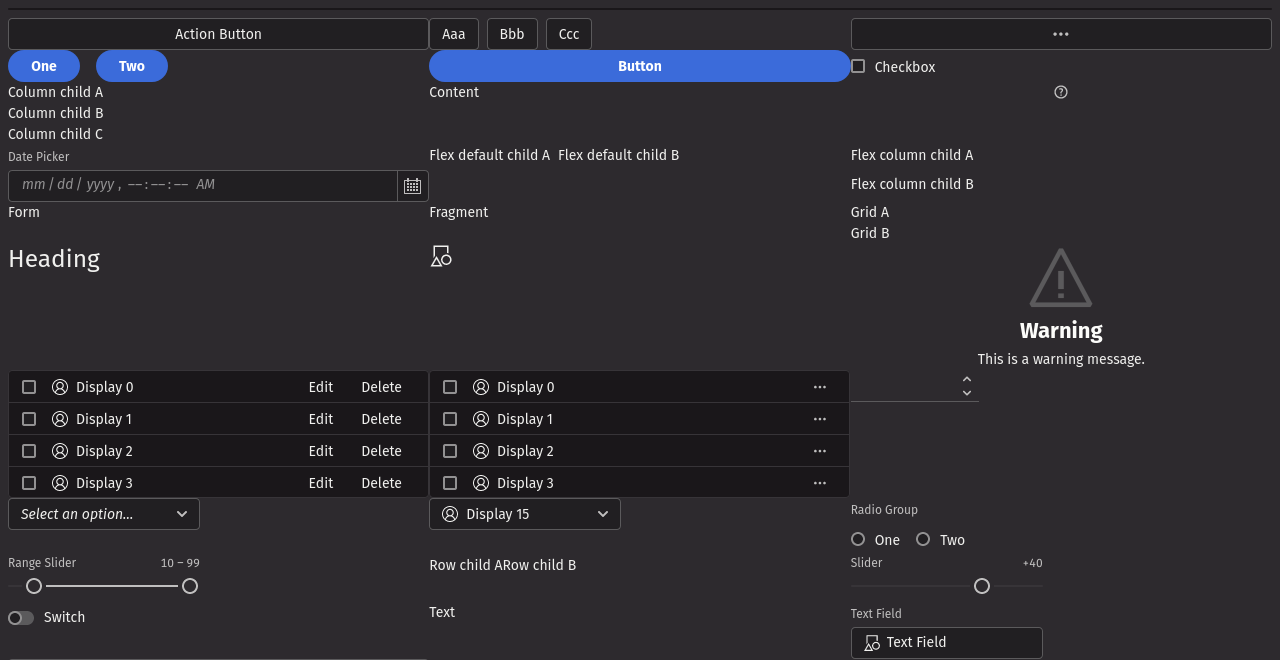 Action Button Aaa Bbb Ccc
One Two Button Checkbox
Column child A Content
Column child B
Column child C
Date Picker Flex default child A Flex default child B Flex column child A
mm / dd / yyyy , ––:––:–– AM Flex column child B
Form Fragment Grid A
Grid B
Heading
Warning
This is a warning message.
Display 0 Edit Delete Display 0
Display 1 Edit Delete Display 1
Display 2 Edit Delete Display 2
Display 3 Edit Delete Display 3
Select an option... Display 15 Radio Group
One Two
Range Slider 10 – 99 Row child ARow child B Slider +40
Switch Text Text Field
Text Field